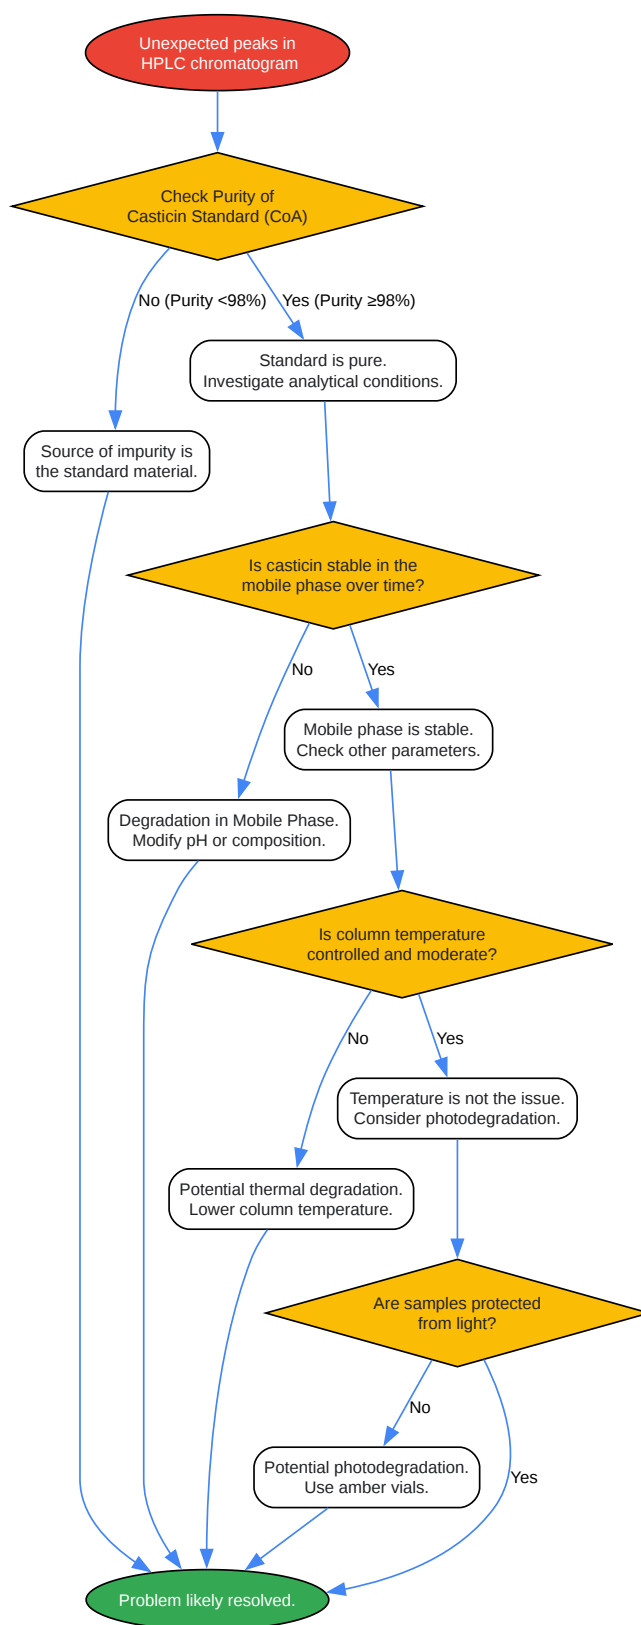 Unexpected peaks in
HPLC chromatogram
Check Purity of
Casticin Standard (CoA)
No (Purity <98%)
Yes (Purity ≥98%)
Standard is pure.
Investigate analytical conditions.
Source of impurity is
the standard material.
Is casticin stable in the
mobile phase over time?
No
Yes
Mobile phase is stable.
Check other parameters.
Degradation in Mobile Phase.
Modify pH or composition.
Is column temperature
controlled and moderate?
No
Yes
Temperature is not the issue.
Consider photodegradation.
Potential thermal degradation.
Lower column temperature.
Are samples protected
from light?
No
Potential photodegradation.
Use amber vials.
Yes
Problem likely resolved.